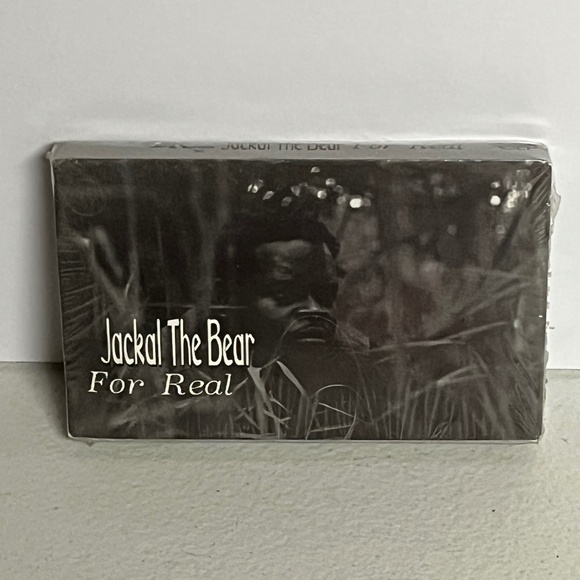 Jackal The Bear For Real
Jackal The Bear
For Real